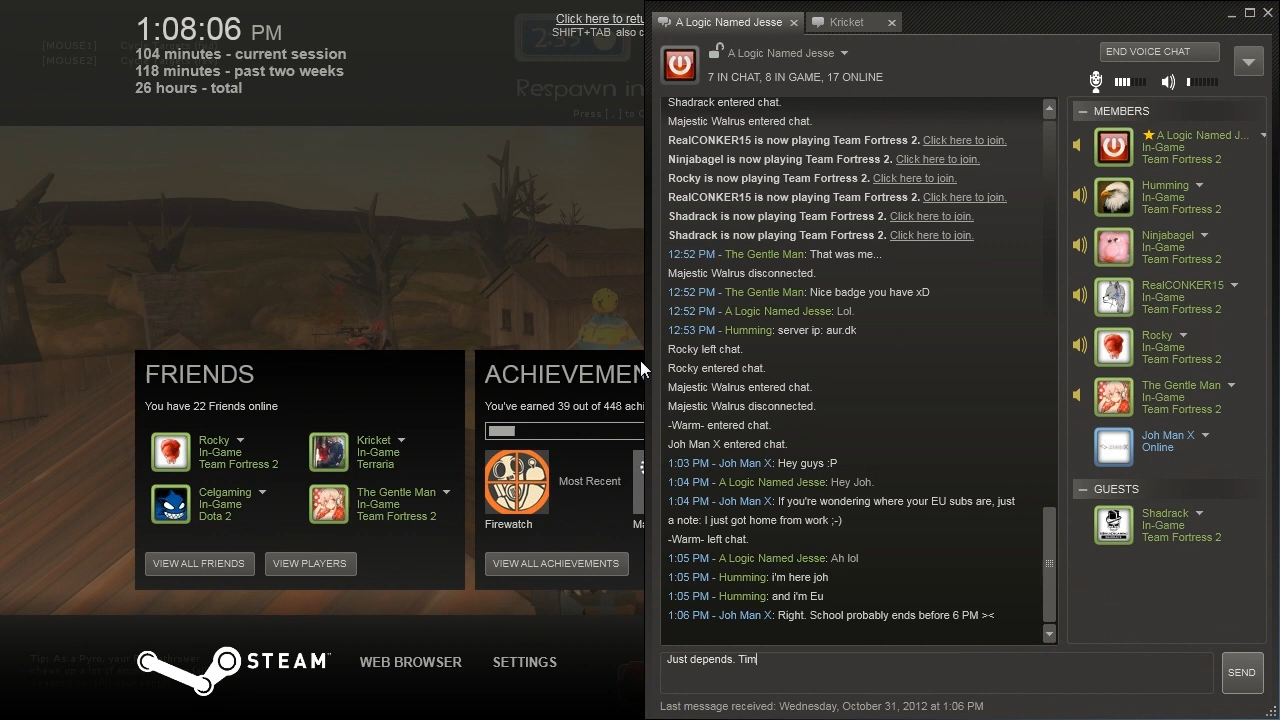 1:08:06 PM
104 minutes - current session
118 minutes - past two weeks
26 hours - total
[MOUSE1]
[MOUSE2]
Click here to retu
SHIFT+TAB also c
Respawn in
FRIENDS
You have 22 Friends online
Rocky
In-Game
Team Fortress 2
Kricket
In-Game
Terraria
Celgaming
In-Game
Dota 2
The Gentle Man
In-Game
Team Fortress 2
VIEW ALL FRIENDS
VIEW PLAYERS
ACHIEVEMEN
You've earned 39 out of 448 achi
Most Recent
Firewatch
Ma
VIEW ALL ACHIEVEMENTS
STEAM™
WEB BROWSER
SETTINGS
A Logic Named Jesse
Kricket
A Logic Named Jesse
7 IN CHAT, 8 IN GAME, 17 ONLINE
END VOICE CHAT
Shadrack entered chat.
Majestic Walrus entered chat.
RealCONKER15 is now playing Team Fortress 2. Click here to join.
Ninjabagel is now playing Team Fortress 2. Click here to join.
Rocky is now playing Team Fortress 2. Click here to join.
RealCONKER15 is now playing Team Fortress 2. Click here to join.
Shadrack is now playing Team Fortress 2. Click here to join.
Shadrack is now playing Team Fortress 2. Click here to join.
12:52 PM - The Gentle Man: That was me...
Majestic Walrus disconnected.
12:52 PM - The Gentle Man: Nice badge you have xD
12:52 PM - A Logic Named Jesse: Lol.
12:53 PM - Humming: server ip: aur.dk
Rocky left chat.
Rocky entered chat.
Majestic Walrus entered chat.
Majestic Walrus disconnected.
-Warm- entered chat.
Joh Man X entered chat.
1:03 PM - Joh Man X: Hey guys :P
1:04 PM - A Logic Named Jesse: Hey Joh.
1:04 PM - Joh Man X: If you're wondering where your EU subs are, just
a note: I just got home from work ;-)
-Warm- left chat.
1:05 PM - A Logic Named Jesse: Ah lol
1:05 PM - Humming: i'm here joh
1:05 PM - Humming: and i'm Eu
1:06 PM - Joh Man X: Right. School probably ends before 6 PM ><
Just depends. Tim
SEND
Last message received: Wednesday, October 31, 2012 at 1:06 PM
MEMBERS
A Logic Named J...
In-Game
Team Fortress 2
Humming
In-Game
Team Fortress 2
Ninjabagel
In-Game
Team Fortress 2
RealCONKER15
In-Game
Team Fortress 2
Rocky
In-Game
Team Fortress 2
The Gentle Man
In-Game
Team Fortress 2
Joh Man X
Online
GUESTS
Shadrack
In-Game
Team Fortress 2